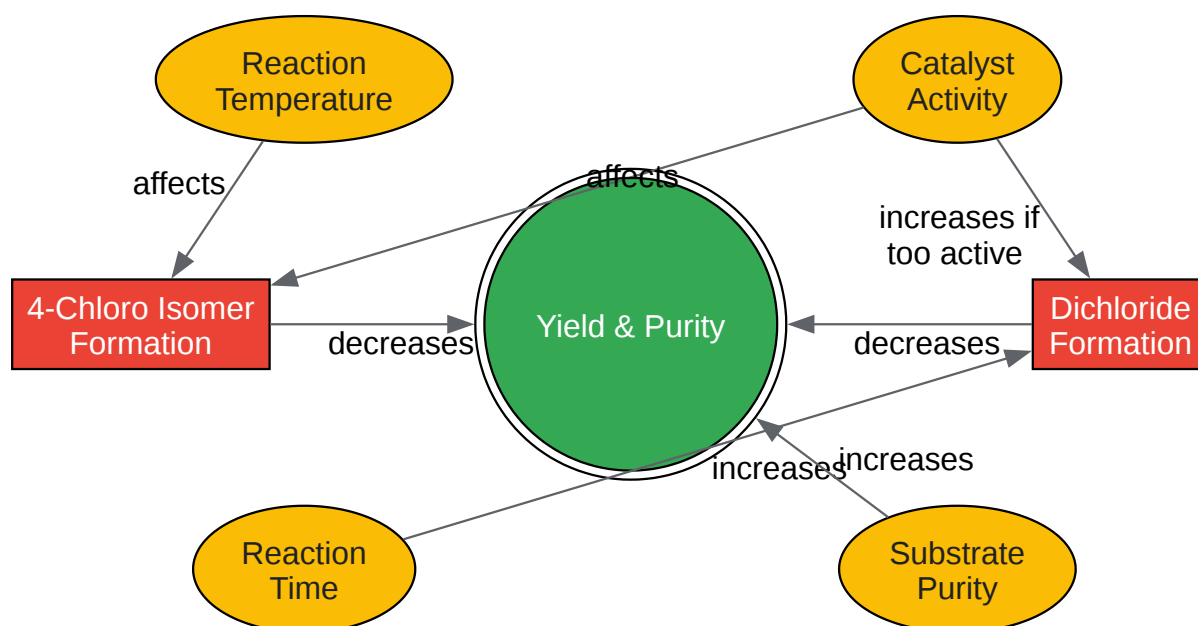 Reaction
Temperature
Catalyst
Activity
affects
affects
increases if
too active
4-Chloro Isomer
Formation
decreases
Yield & Purity
decreases
Dichloride
Formation
increases
increases
Reaction
Time
Substrate
Purity